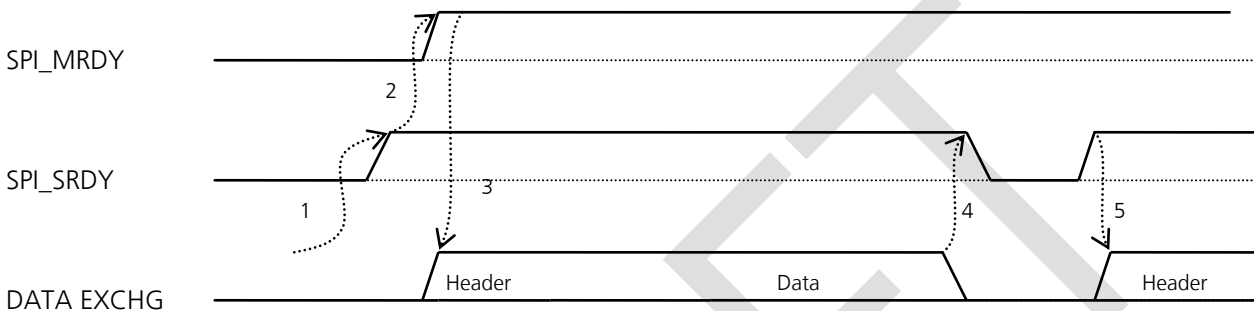 SPI_MRDY
2
SPI_SRDY
3
1
4
5
Header
Data
Header
DATA EXCHG